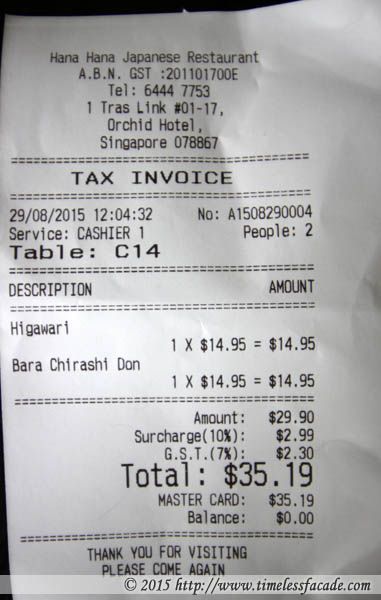 Hana Hana Japanese Restaurant
A.B.N. GST :201101700E
Tel: 6444 7753
1 Tras Link #01-17,
Orchid Hotel,
Singapore 078867
TAX INVOICE
29/08/2015 12:04:32 No: A1508290004
Service: CASHIER 1 People: 2
Table: C14
DESCRIPTION AMOUNT
Higawari
1 X $14.95 = $14.95
Bara Chirashi Don
1 X $14.95 = $14.95
Amount: $29.90
Surcharge(10%): $2.99
G.S.T.(7%): $2.30
Total: $35.19
MASTER CARD: $35.19
Balance: $0.00
THANK YOU FOR VISITING
PLEASE COME AGAIN
© 2015 http://www.timelessfacade.com